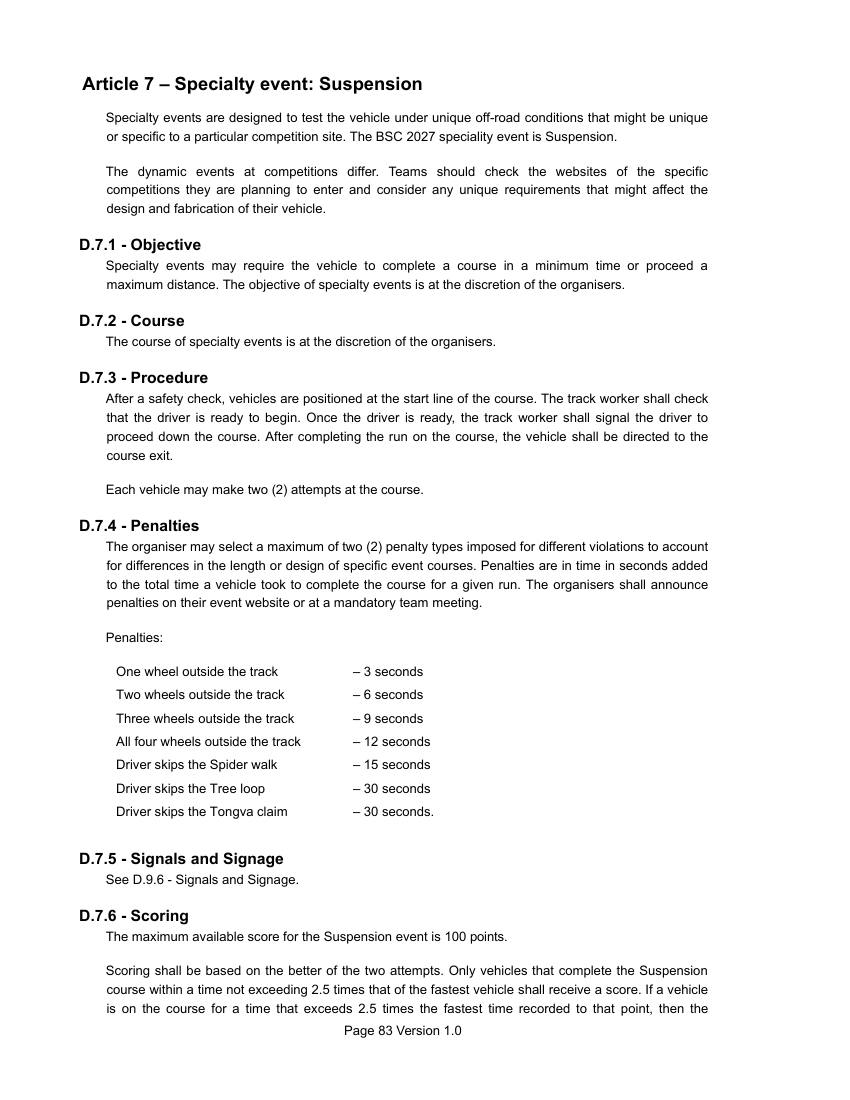 Article 7 – Specialty event: Suspension
Specialty events are designed to test the vehicle under unique off-road conditions that might be unique
or specific to a particular competition site. The BSC 2027 speciality event is Suspension.
The dynamic events at competitions differ. Teams should check the websites of the specific
competitions they are planning to enter and consider any unique requirements that might affect the
design and fabrication of their vehicle.
D.7.1 - Objective
Specialty events may require the vehicle to complete a course in a minimum time or proceed a
maximum distance. The objective of specialty events is at the discretion of the organisers.
D.7.2 - Course
The course of specialty events is at the discretion of the organisers.
D.7.3 - Procedure
After a safety check, vehicles are positioned at the start line of the course. The track worker shall check
that the driver is ready to begin. Once the driver is ready, the track worker shall signal the driver to
proceed down the course. After completing the run on the course, the vehicle shall be directed to the
course exit.
Each vehicle may make two (2) attempts at the course.
D.7.4 - Penalties
The organiser may select a maximum of two (2) penalty types imposed for different violations to account
for differences in the length or design of specific event courses. Penalties are in time in seconds added
to the total time a vehicle took to complete the course for a given run. The organisers shall announce
penalties on their event website or at a mandatory team meeting.
Penalties:
One wheel outside the track – 3 seconds
Two wheels outside the track – 6 seconds
Three wheels outside the track – 9 seconds
All four wheels outside the track – 12 seconds
Driver skips the Spider walk – 15 seconds
Driver skips the Tree loop – 30 seconds
Driver skips the Tongva claim – 30 seconds.
D.7.5 - Signals and Signage
See D.9.6 - Signals and Signage.
D.7.6 - Scoring
The maximum available score for the Suspension event is 100 points.
Scoring shall be based on the better of the two attempts. Only vehicles that complete the Suspension
course within a time not exceeding 2.5 times that of the fastest vehicle shall receive a score. If a vehicle
is on the course for a time that exceeds 2.5 times the fastest time recorded to that point, then the
Page 83 Version 1.0